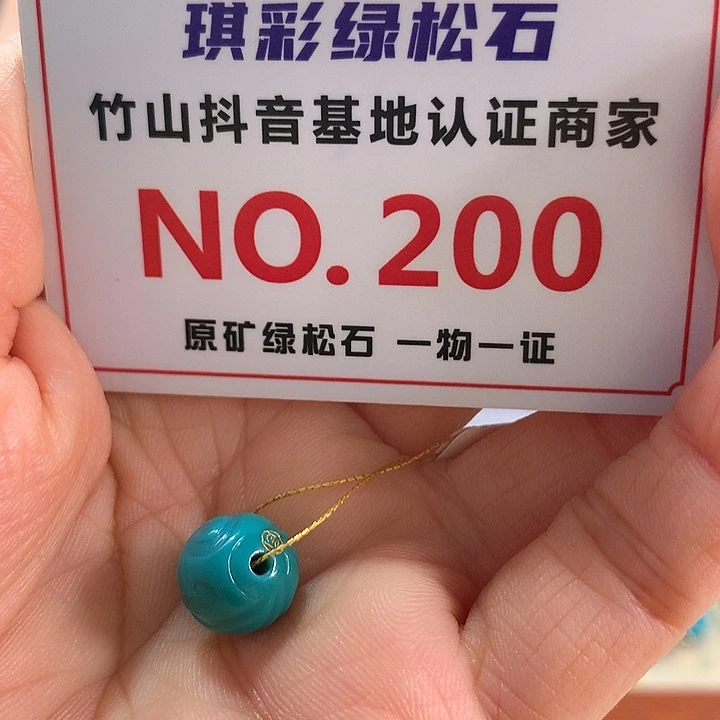 琪彩绿松石
竹山抖音基地认证商家
NO.200
原矿绿松石 一物一证